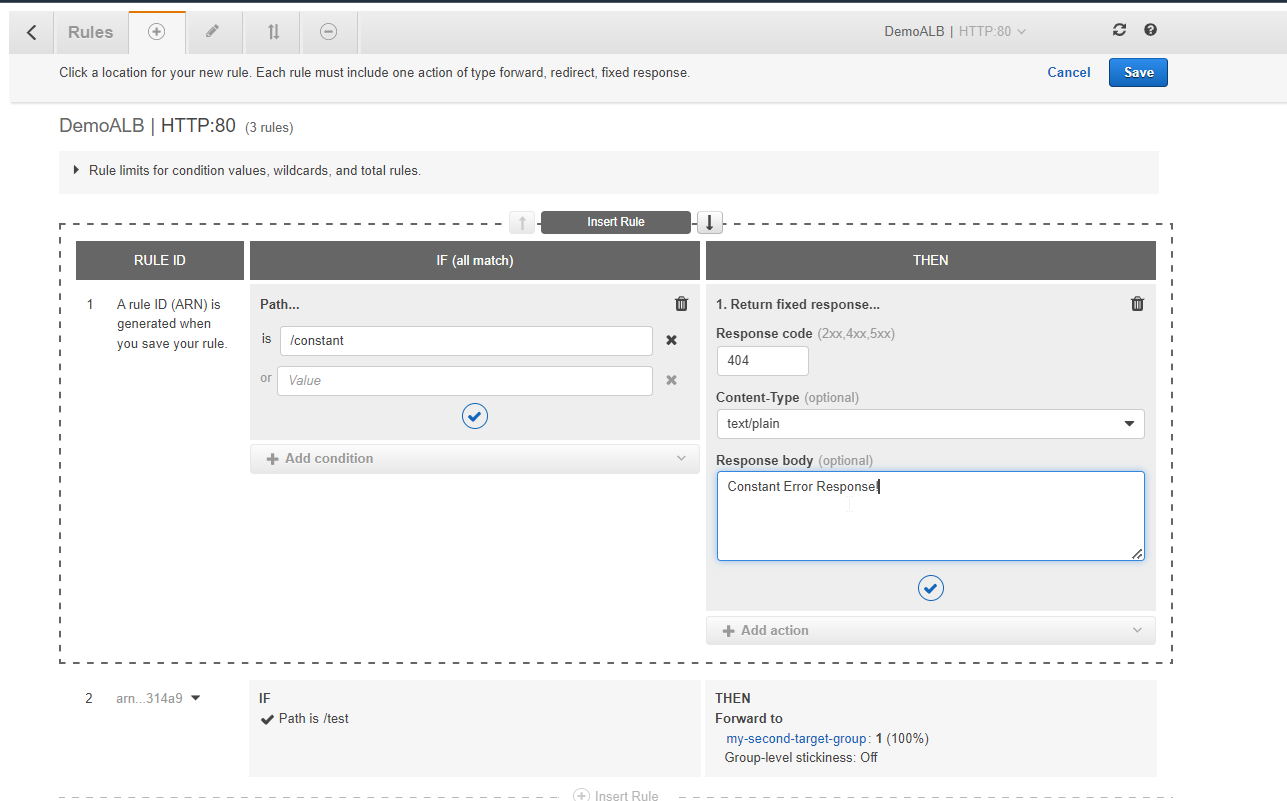 Rules
DemoALB | HTTP:80
Click a location for your new rule. Each rule must include one action of type forward, redirect, fixed response.
Cancel
Save
DemoALB | HTTP:80 (3 rules)
Rule limits for condition values, wildcards, and total rules.
Insert Rule
RULE ID
IF (all match)
THEN
1
A rule ID (ARN) is
generated when
you save your rule.
Path...
is
/constant
or
Value
Add condition
1. Return fixed response...
Response code (2xx,4xx,5xx)
404
Content-Type (optional)
text/plain
Response body (optional)
Constant Error Response!
Add action
2
arn...314a9
IF
Path is /test
THEN
Forward to
my-second-target-group: 1 (100%)
Group-level stickiness: Off
Insert Rule